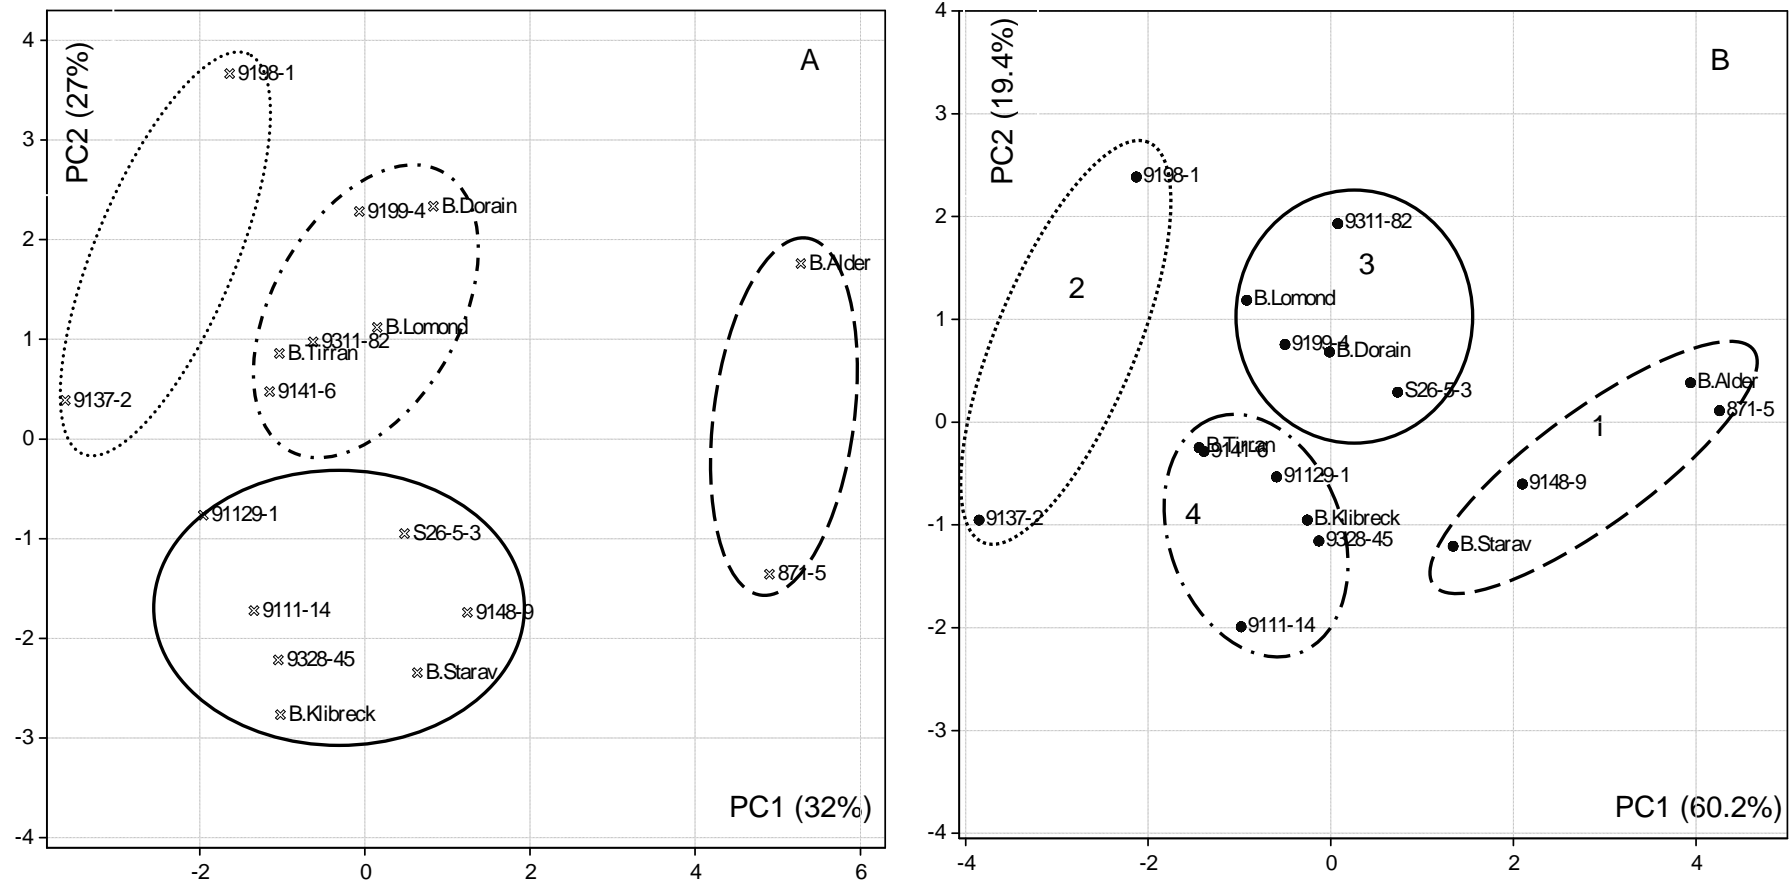 4
3
2
1
0
-1
-2
-3
-4
PC2 (27%)
A
9198-1
9199-4
B.Dorain
B.Alder
B.Lomond
9311-82
B.Tirran
9141-6
9137-2
91129-1
S26-5-3
871-5
9111-14
9148-9
9328-45
B.Starav
B.Klibreck
PC1 (32%)
-2
0
2
4
6
4
3
2
1
0
-1
-2
-3
-4
PC2 (19.4%)
B
9198-1
9311-82
3
2
B.Lomond
9199-4
B.Dorain
B.Alder
S26-5-3
871-5
1
B.Tirran
9141-6
91129-1
9148-9
4
9137-2
B.Klibreck
9328-45
B.Starav
9111-14
PC1 (60.2%)
-4
-2
0
2
4